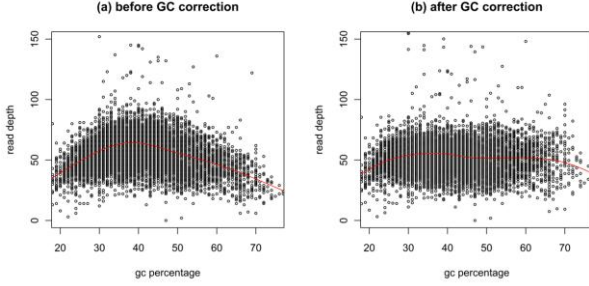 (a) before GC correction
150
100
50
0
read depth
20 30 40 50 60 70
gc percentage
(b) after GC correction
150
100
50
0
read depth
20 30 40 50 60 70
gc percentage